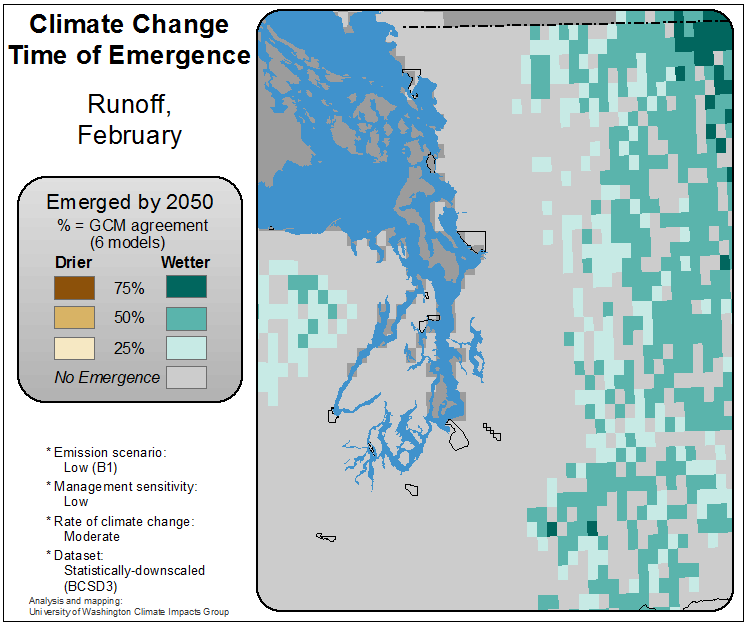 Climate Change
Time of Emergence
Runoff,
February
Emerged by 2050
% = GCM agreement
(6 models)
Drier Wetter
75%
50%
25%
No Emergence
* Emission scenario:
Low (B1)
* Management sensitivity:
Low
* Rate of climate change:
Moderate
* Dataset:
Statistically-downscaled
(BCSD3)
Analysis and mapping:
University of Washington Climate Impacts Group